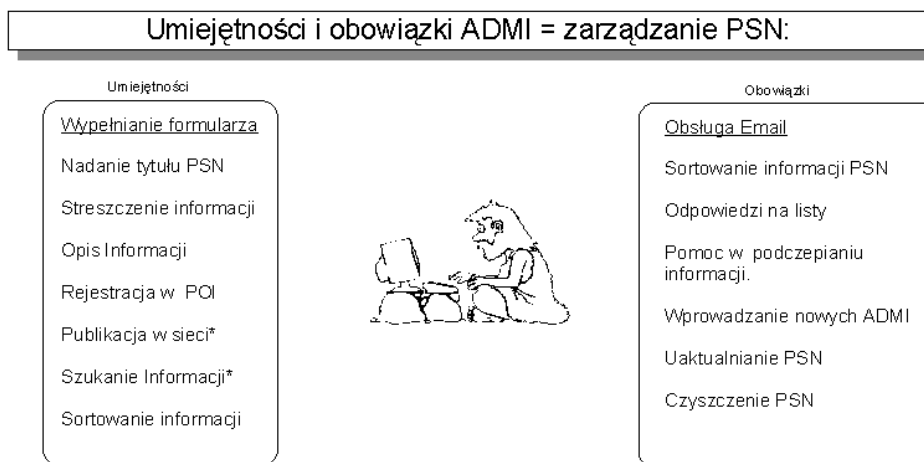 Umiejętności i obowiązki ADMI = zarządzanie PSN:
Umiejętności
Wypełnianie formularza
Nadanie tytułu PSN
Streszczenie informacji
Opis Informacji
Rejestracja w POI
Publikacja w sieci*
Szukanie Informacji*
Sortowanie informacji
Obowiązki
Obsługa Email
Sortowanie informacji PSN
Odpowiedzi na listy
Pomoc w podczepianiu
informacji.
Wprowadzanie nowych ADMI
Uaktualnianie PSN
Czyszczenie PSN